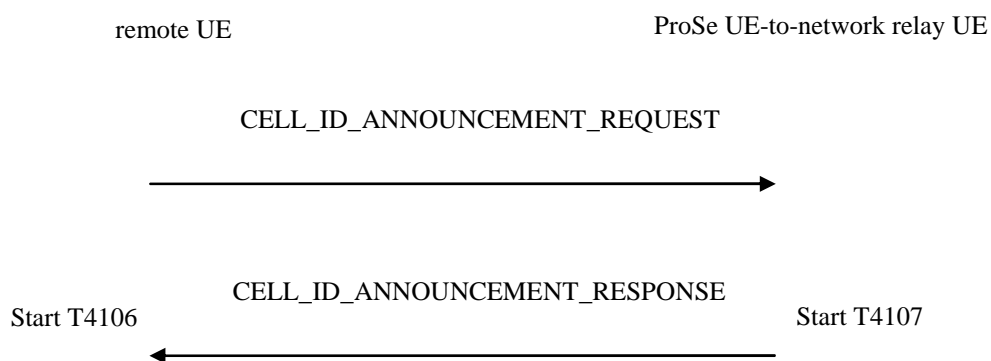 remote UE
ProSe UE-to-network relay UE
CELL_ID_ANNOUNCEMENT_REQUEST
CELL_ID_ANNOUNCEMENT_RESPONSE
Start T4106
Start T4107